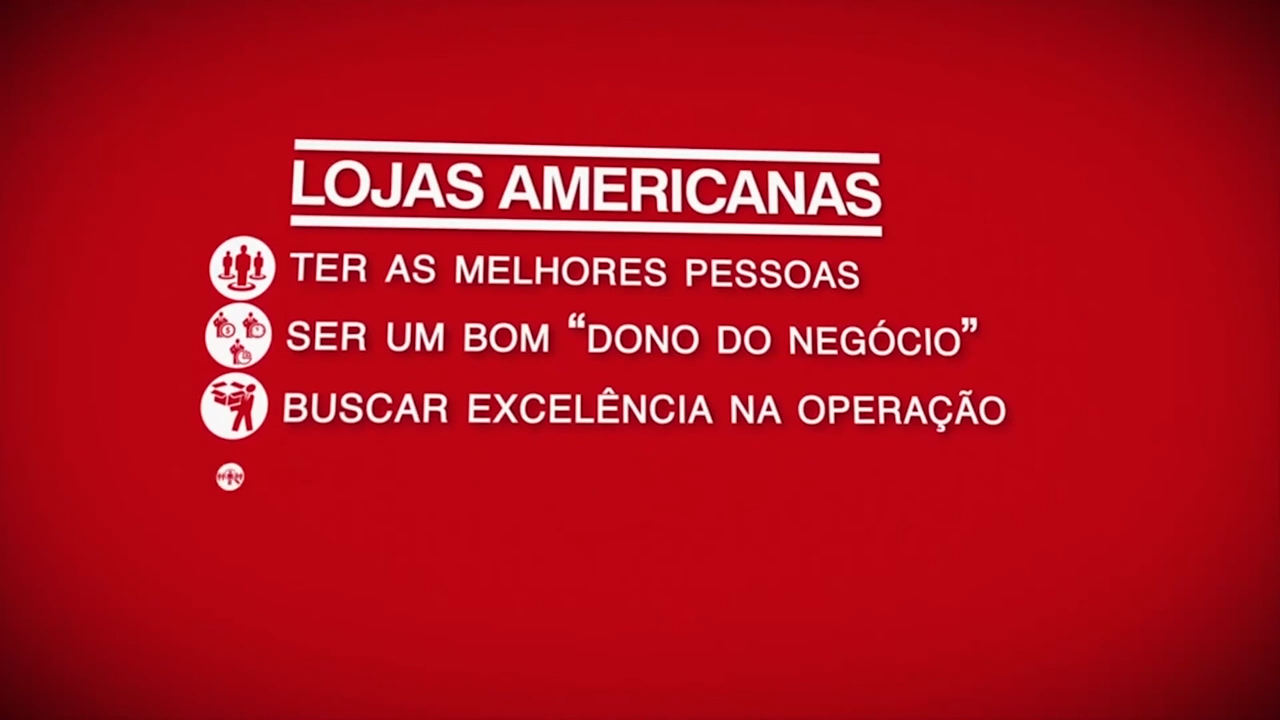 LOJAS AMERICANAS
TER AS MELHORES PESSOAS
SER UM BOM “DONO DO NEGÓCIO”
BUSCAR EXCELÊNCIA NA OPERAÇÃO